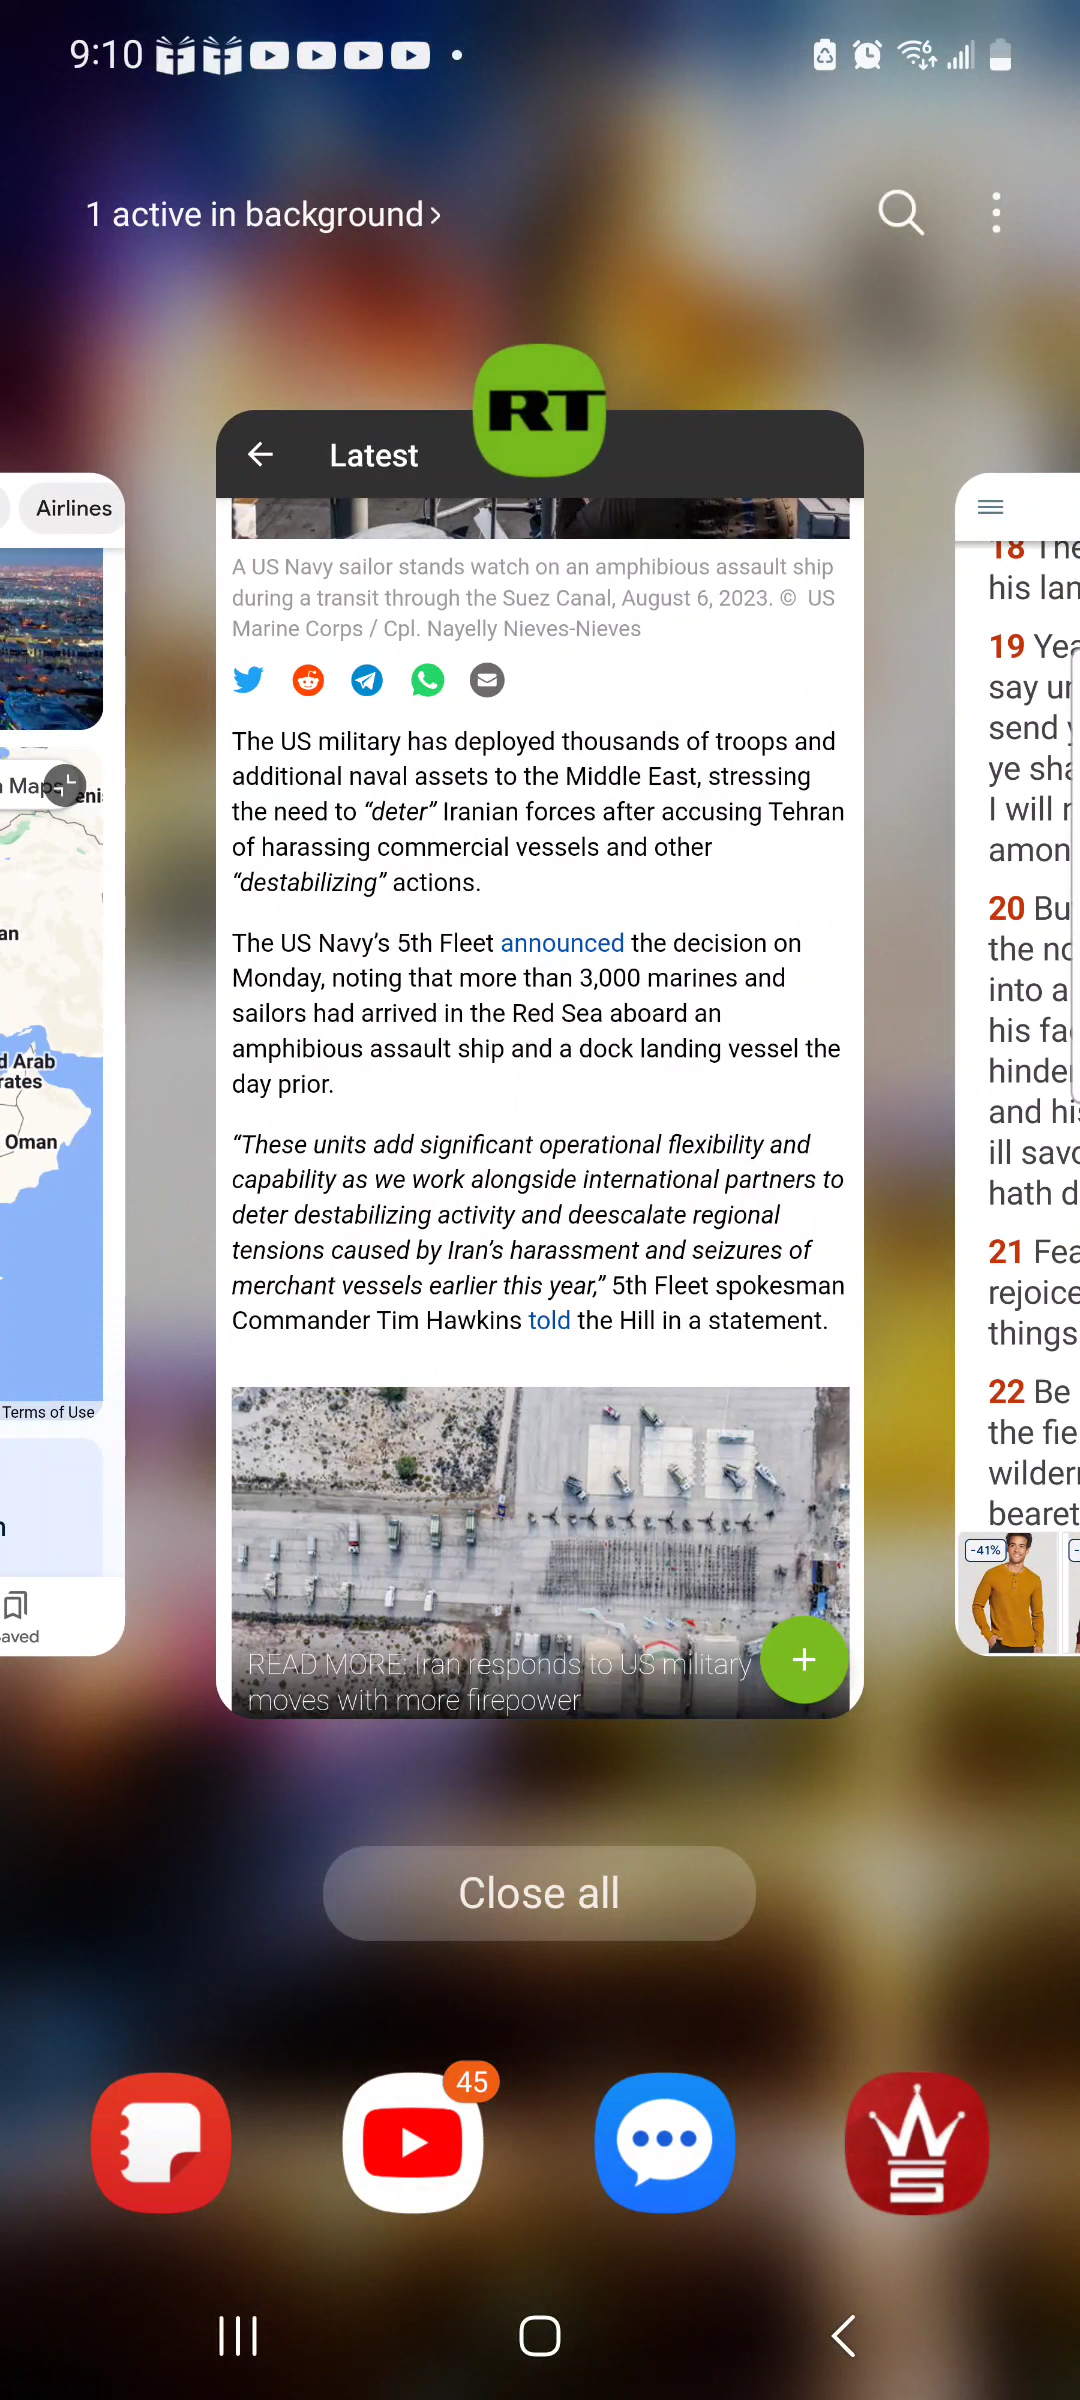 9:10
1 active in background >
RT
Latest
A US Navy sailor stands watch on an amphibious assault ship
during a transit through the Suez Canal, August 6, 2023. © US
Marine Corps / Cpl. Nayelly Nieves-Nieves
The US military has deployed thousands of troops and
additional naval assets to the Middle East, stressing
the need to “deter” Iranian forces after accusing Tehran
of harassing commercial vessels and other
“destabilizing” actions.
The US Navy’s 5th Fleet announced the decision on
Monday, noting that more than 3,000 marines and
sailors had arrived in the Red Sea aboard an
amphibious assault ship and a dock landing vessel the
day prior.
“These units add significant operational flexibility and
capability as we work alongside international partners to
deter destabilizing activity and deescalate regional
tensions caused by Iran’s harassment and seizures of
merchant vessels earlier this year,” 5th Fleet spokesman
Commander Tim Hawkins told the Hill in a statement.
READ MORE: Iran responds to US military
moves with more firepower
Airlines
Maps
Arab
Oman
Terms of Use
18
his
19
say
send
ye
I will
20
the
into a
his
and
ill
hath
21
rejoice
things
22 Be
the
-41%
Close all
45